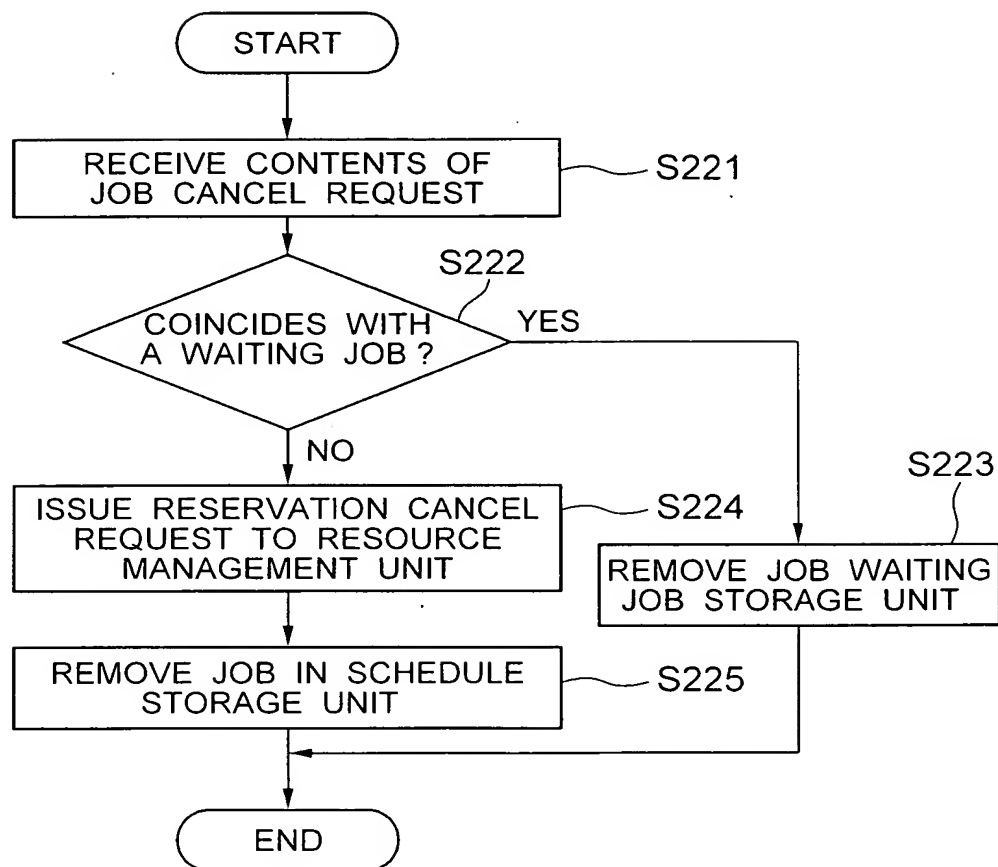 START
RECEIVE CONTENTS OF
JOB CANCEL REQUEST
S221
S222
COINCIDES WITH
A WAITING JOB?
YES
NO
S223
ISSUE RESERVATION CANCEL
REQUEST TO RESOURCE
MANAGEMENT UNIT
S224
REMOVE JOB WAITING
JOB STORAGE UNIT
REMOVE JOB IN SCHEDULE
STORAGE UNIT
S225
END